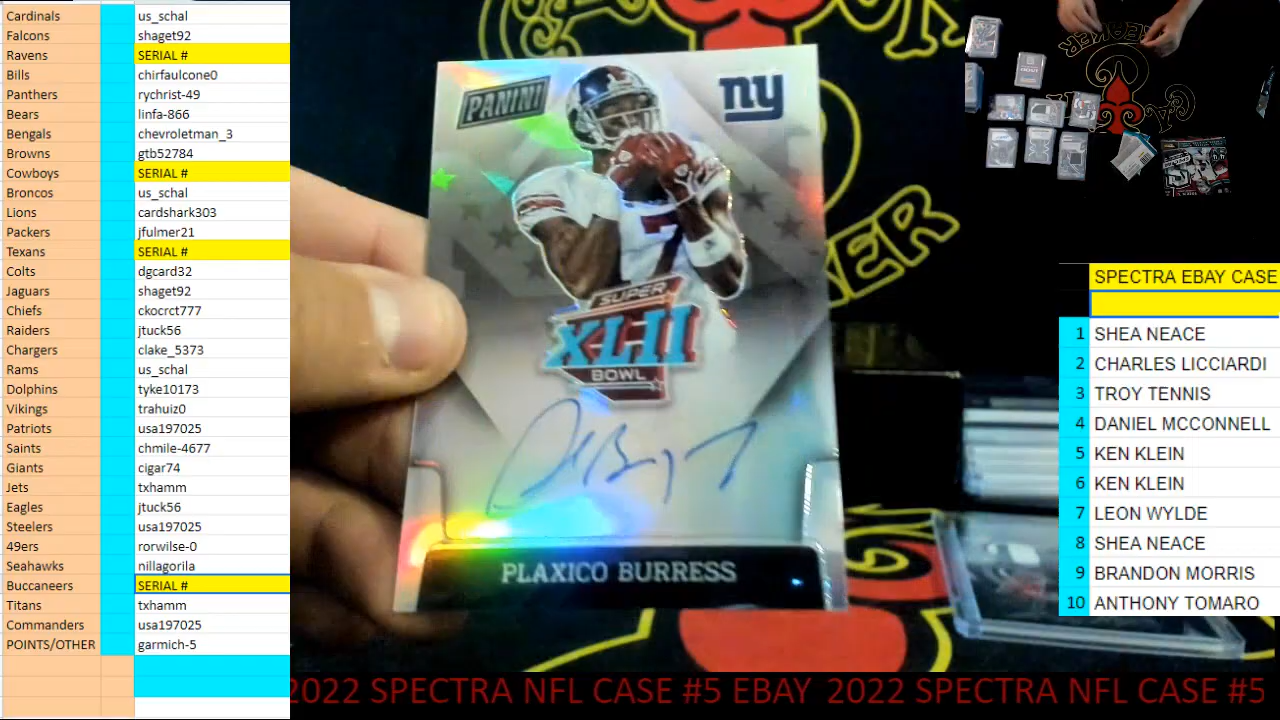 Cardinals us_schal
Falcons shaget92
Ravens SERIAL #
Bills chirfaulcone0
Panthers rychrist-49
Bears linfa-866
Bengals chevroletman_3
Browns gtb52784
Cowboys SERIAL #
Broncos us_schal
Lions cardshark303
Packers jfulmer21
Texans SERIAL #
Colts dgcard32
Jaguars shaget92
Chiefs ckocrct777
Raiders jtuck56
Chargers clake_5373
Rams us_schal
Dolphins tyke10173
Vikings trahuiz0
Patriots usa197025
Saints chmile-4677
Giants cigar74
Jets txhamm
Eagles jtuck56
Steelers usa197025
49ers rorwilse-0
Seahawks nillagorila
Buccaneers SERIAL #
Titans txhamm
Commanders usa197025
POINTS/OTHER garmich-5
PANINI
ny
SUPER
XLII
BOWL
PLAXICO BURRESS
SPECTRA EBAY CASE
1 SHEA NEACE
2 CHARLES LICCIARDI
3 TROY TENNIS
4 DANIEL MCCONNELL
5 KEN KLEIN
6 KEN KLEIN
7 LEON WYLDE
8 SHEA NEACE
9 BRANDON MORRIS
10 ANTHONY TOMARO
2022 SPECTRA NFL CASE #5 EBAY 2022 SPECTRA NFL CASE #5